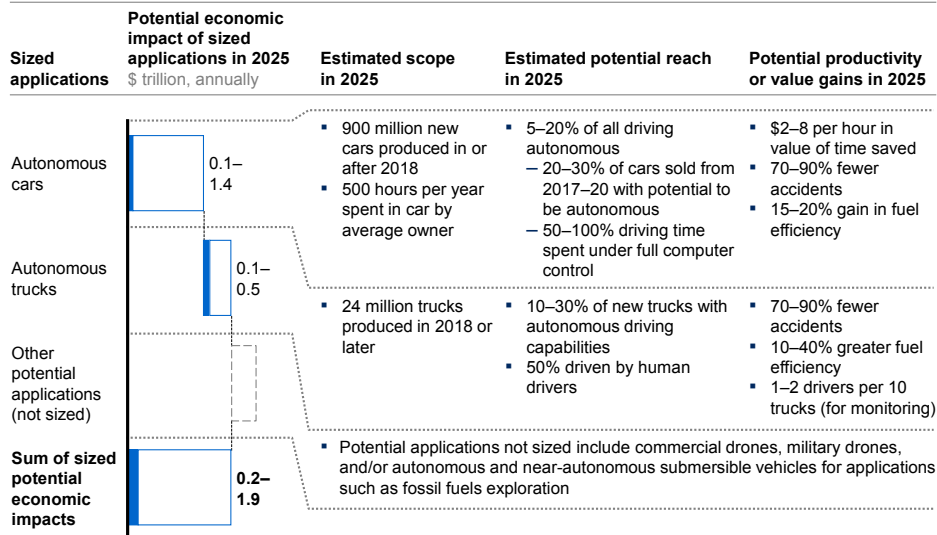 Sized
applications
Potential economic
impact of sized
applications in 2025
$ trillion, annually
Estimated scope
in 2025
Estimated potential reach
in 2025
Potential productivity
or value gains in 2025
Autonomous
cars
0.1–
1.4
▪ 900 million new
cars produced in or
after 2018
▪ 500 hours per year
spent in car by
average owner
▪ 5–20% of all driving
autonomous
– 20–30% of cars sold from
2017–20 with potential to
be autonomous
– 50–100% driving time
spent under full computer
control
▪ $2–8 per hour in
value of time saved
▪ 70–90% fewer
accidents
▪ 15–20% gain in fuel
efficiency
Autonomous
trucks
0.1–
0.5
▪ 24 million trucks
produced in 2018 or
later
▪ 10–30% of new trucks with
autonomous driving
capabilities
▪ 50% driven by human
drivers
▪ 70–90% fewer
accidents
▪ 10–40% greater fuel
efficiency
▪ 1–2 drivers per 10
trucks (for monitoring)
Other
potential
applications
(not sized)
▪ Potential applications not sized include commercial drones, military drones,
and/or autonomous and near-autonomous submersible vehicles for applications
such as fossil fuels exploration
Sum of sized
potential
economic
impacts
0.2–
1.9